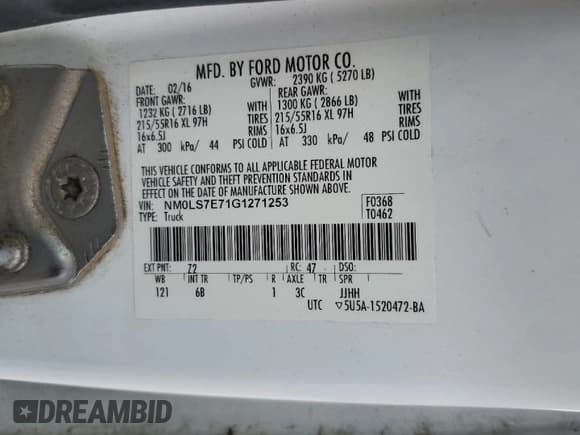 MFD. BY FORD MOTOR CO.
DATE: 02/16 GVWR: 2390 KG ( 5270 LB)
FRONT GAWR: REAR GAWR:
1232 KG ( 2716 LB) WITH 1300 KG ( 2866 LB) WITH
215/55R16 XL 97H TIRES 215/55R16 XL 97H TIRES
16x6.5J RIMS 16x6.5J RIMS
AT 300 kPa/ 44 PSI COLD AT 330 kPa/ 48 PSI COLD
THIS VEHICLE CONFORMS TO ALL APPLICABLE FEDERAL MOTOR
VEHICLE SAFETY AND THEFT PREVENTION STANDARDS IN
EFFECT ON THE DATE OF MANUFACTURE SHOWN ABOVE.
VIN: NM0LS7E71G1271253 F0368
TYPE: Truck T0462
EXT PNT: Z2 RC: 47 DSO:
WB INT TR TP/PS R AXLE TR SPR
121 6B 1 3C JJHH
UTC ▽5U5A-1520472-BA
DREAMBID